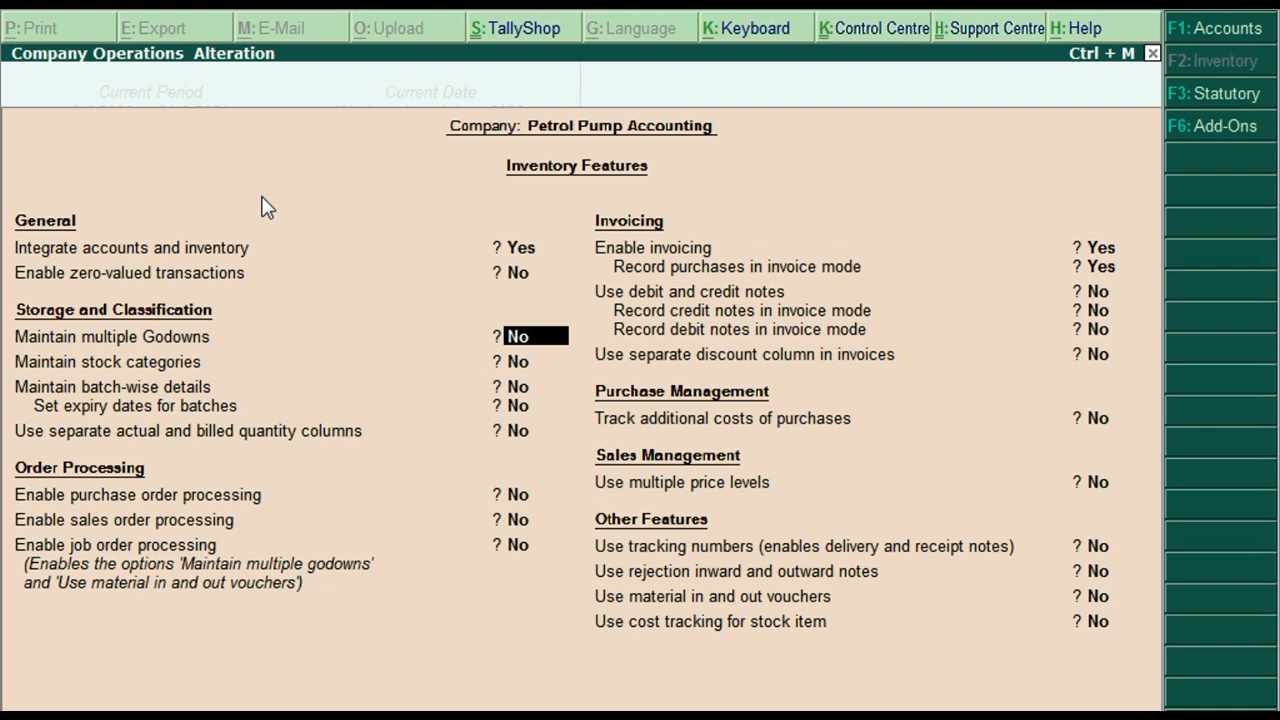 P: Print E: Export M: E-Mail O: Upload S: TallyShop G: Language K: Keyboard K: Control Centre H: Support Centre H: Help F1: Accounts
Company Operations Alteration Ctrl + M
F2: Inventory
Current Period Current Date
F3: Statutory
F6: Add-Ons
Company: Petrol Pump Accounting
Inventory Features
General
Integrate accounts and inventory ? Yes
Enable zero-valued transactions ? No
Storage and Classification
Maintain multiple Godowns ? No
Maintain stock categories ? No
Maintain batch-wise details ? No
Set expiry dates for batches ? No
Use separate actual and billed quantity columns ? No
Order Processing
Enable purchase order processing ? No
Enable sales order processing ? No
Enable job order processing ? No
(Enables the options 'Maintain multiple godowns'
and 'Use material in and out vouchers')
Invoicing
Enable invoicing ? Yes
Record purchases in invoice mode ? Yes
Use debit and credit notes ? No
Record credit notes in invoice mode ? No
Record debit notes in invoice mode ? No
Use separate discount column in invoices ? No
Purchase Management
Track additional costs of purchases ? No
Sales Management
Use multiple price levels ? No
Other Features
Use tracking numbers (enables delivery and receipt notes) ? No
Use rejection inward and outward notes ? No
Use material in and out vouchers ? No
Use cost tracking for stock item ? No